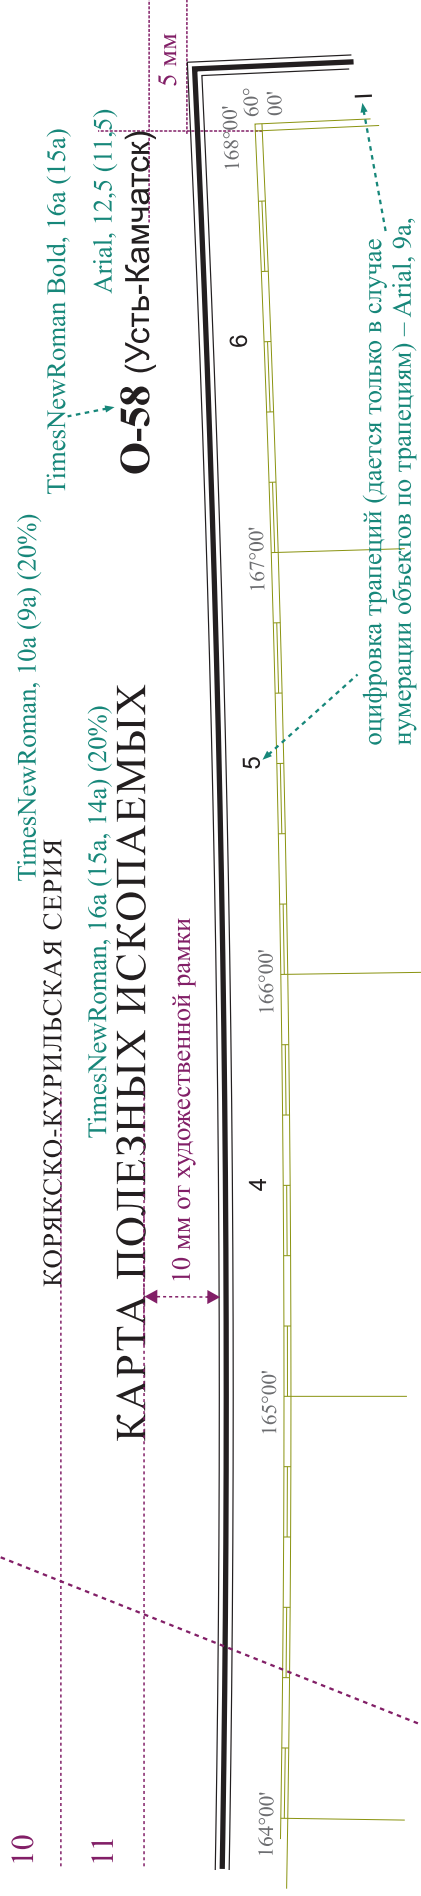 10
TimesNewRoman, 10a (9a) (20%)
КОРЯКСКО-КУРИЛЬСКАЯ СЕРИЯ
TimesNewRoman Bold, 16a (15a)
Arial, 12,5 (11,5)
11
TimesNewRoman, 16a (15a, 14a) (20%)
КАРТА ПОЛЕЗНЫХ ИСКОПАЕМЫХ
О-58 (Усть-Камчатск)
5 мм
10 мм от художественной рамки
164°00'
165°00'
166°00'
167°00'
168°00'
60°
00'
4
5
6
I
оцифровка трапеций (дается только в случае
нумерации объектов по трапециям) – Arial, 9а,